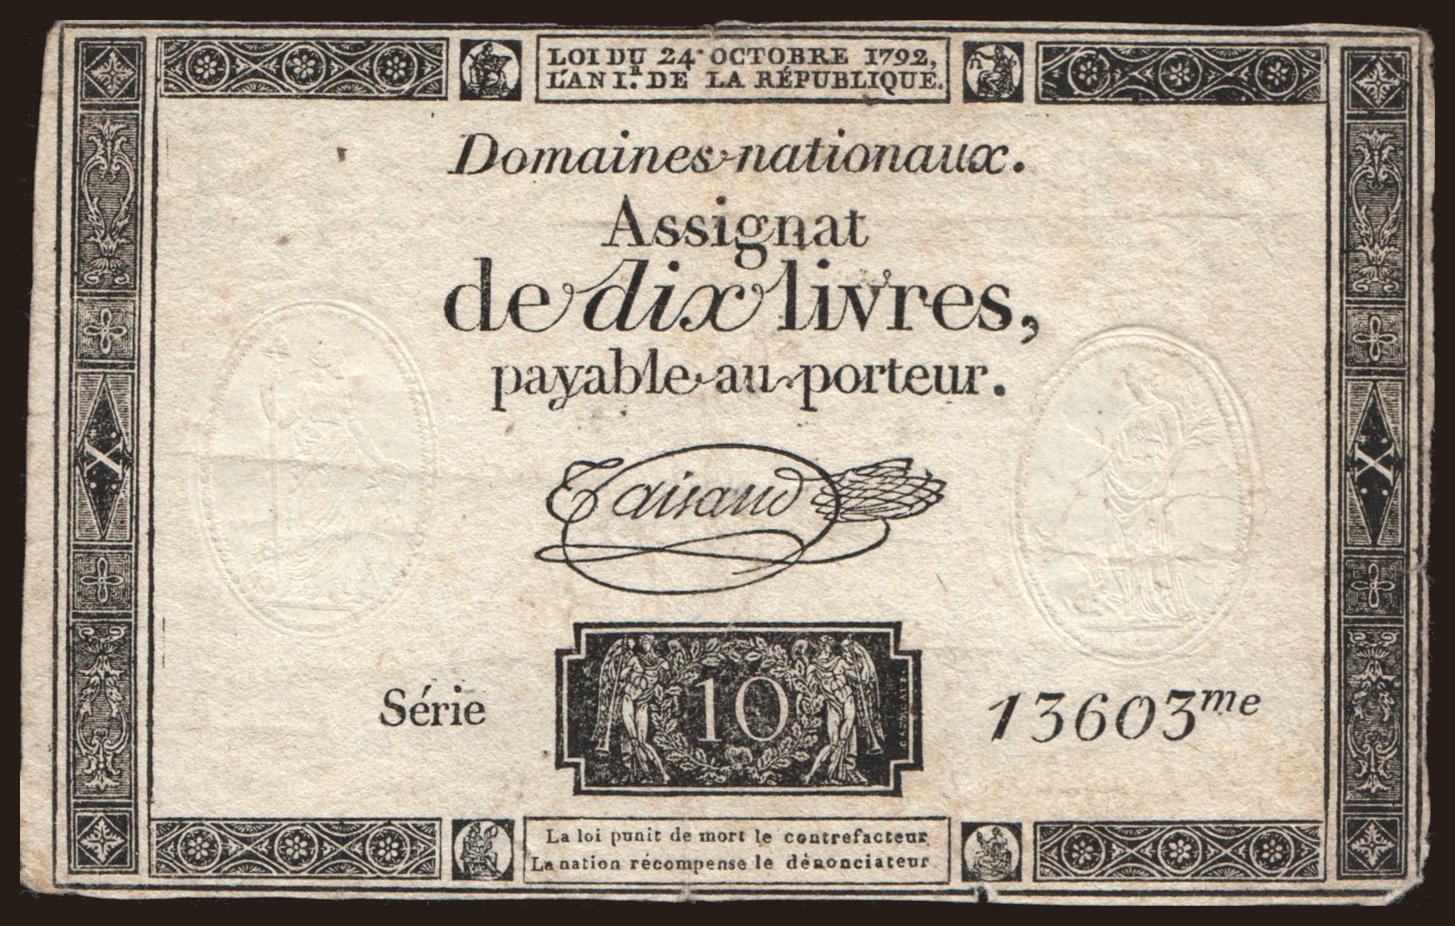 LOI DU 24 OCTOBRE 1792,
L'AN I.R DE LA RÉPUBLIQUE.
Domaines nationaux.
Assignat
de dix livres,
payable au porteur.
Taisaud
X X
Série 10 13603me
La loi punit de mort le contrefacteur
La nation récompense le dénonciateur